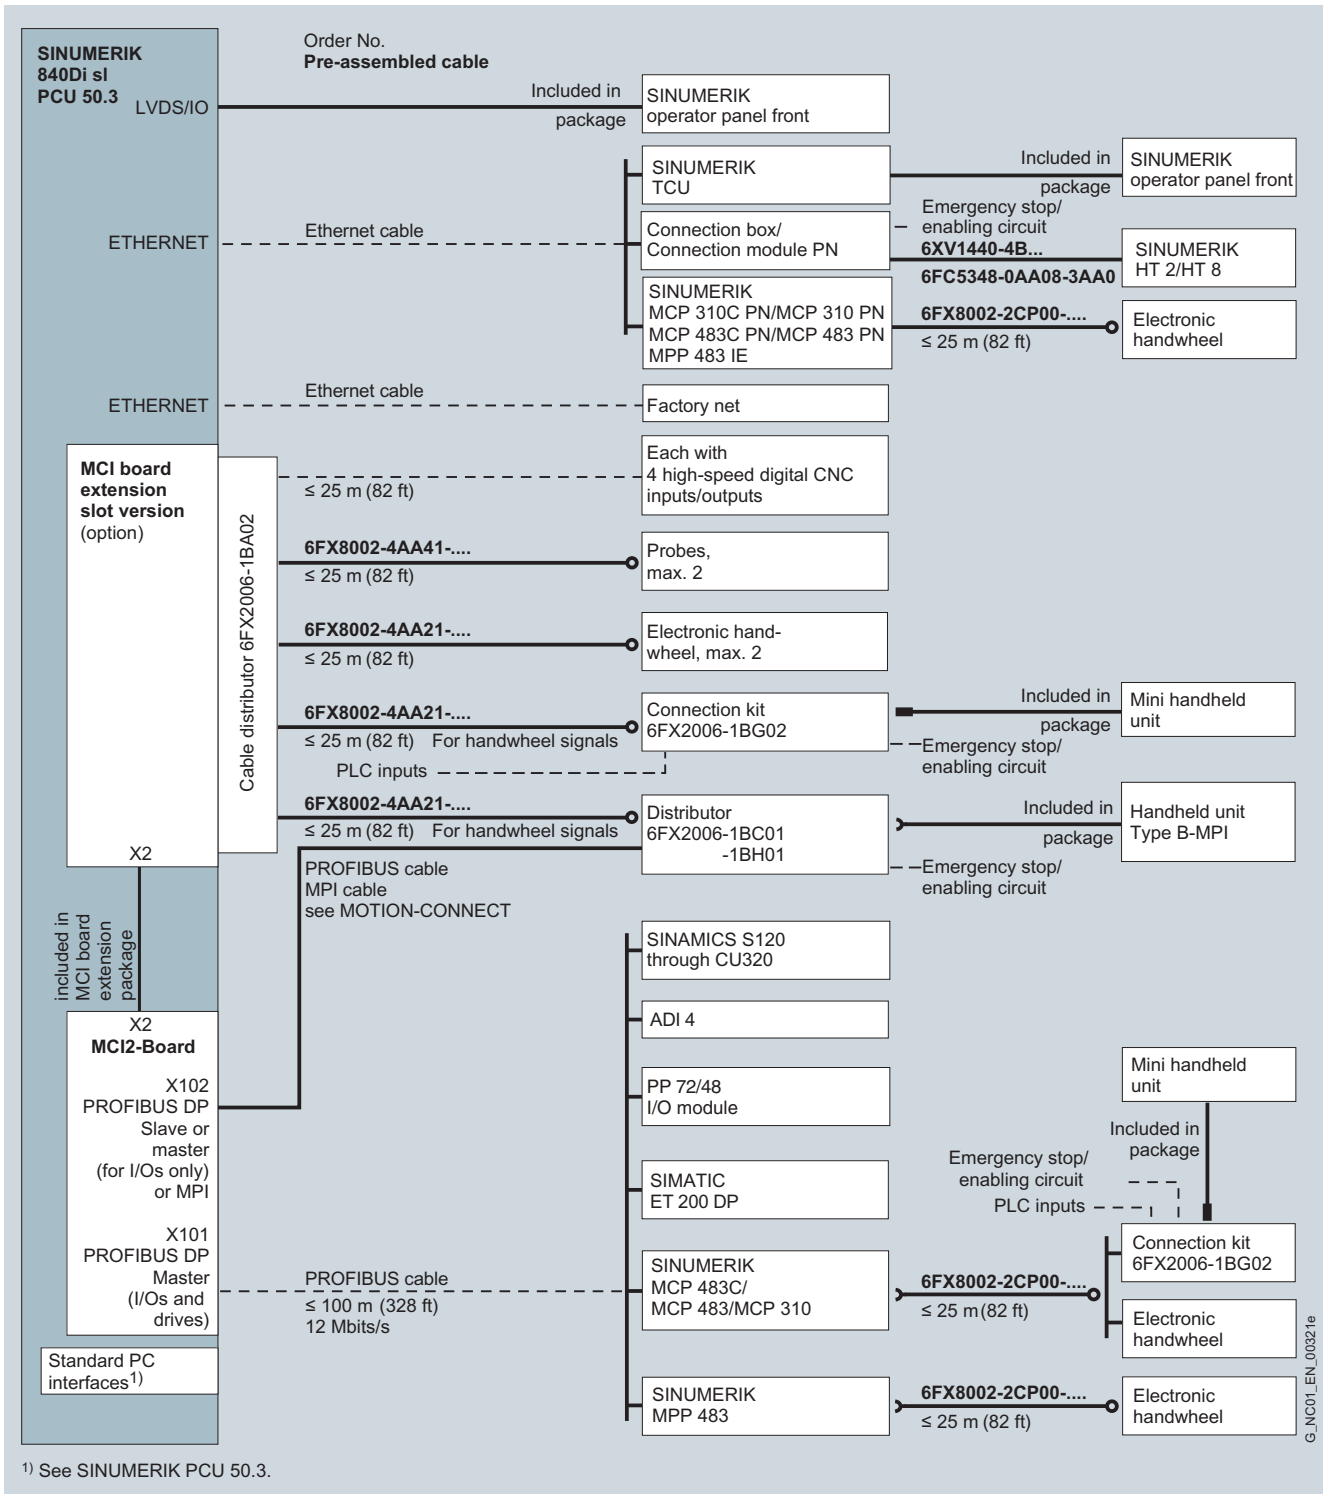 SINUMERIK
840Di sl
PCU 50.3
Order No.
Pre-assembled cable
LVDS/IO
Included in
package
SINUMERIK
operator panel front
SINUMERIK
TCU
Included in
package
SINUMERIK
operator panel front
ETHERNET
Ethernet cable
Connection box/
Connection module PN
Emergency stop/
enabling circuit
6XV1440-4B...
6FC5348-0AA08-3AA0
SINUMERIK
HT 2/HT 8
SINUMERIK
MCP 310C PN/MCP 310 PN
MCP 483C PN/MCP 483 PN
MPP 483 IE
6FX8002-2CP00-....
≤ 25 m (82 ft)
Electronic
handwheel
ETHERNET
Ethernet cable
Factory net
MCI board
extension
slot version
(option)
Cable distributor 6FX2006-1BA02
≤ 25 m (82 ft)
Each with
4 high-speed digital CNC
inputs/outputs
6FX8002-4AA41-....
≤ 25 m (82 ft)
Probes,
max. 2
6FX8002-4AA21-....
≤ 25 m (82 ft)
Electronic hand-
wheel, max. 2
6FX8002-4AA21-....
≤ 25 m (82 ft) For handwheel signals
PLC inputs
Connection kit
6FX2006-1BG02
Included in
package
Mini handheld
unit
Emergency stop/
enabling circuit
6FX8002-4AA21-....
≤ 25 m (82 ft) For handwheel signals
Distributor
6FX2006-1BC01
-1BH01
Included in
package
Handheld unit
Type B-MPI
Emergency stop/
enabling circuit
X2
PROFIBUS cable
MPI cable
see MOTION-CONNECT
included in
MCI board
extension
package
X2
MCI2-Board
X102
PROFIBUS DP
Slave or
master
(for I/Os only)
or MPI
X101
PROFIBUS DP
Master
(I/Os and
drives)
PROFIBUS cable
≤ 100 m (328 ft)
12 Mbits/s
SINAMICS S120
through CU320
ADI 4
PP 72/48
I/O module
SIMATIC
ET 200 DP
SINUMERIK
MCP 483C/
MCP 483/MCP 310
6FX8002-2CP00-....
≤ 25 m (82 ft)
Mini handheld
unit
Included in
package
Emergency stop/
enabling circuit
PLC inputs
Connection kit
6FX2006-1BG02
Electronic
handwheel
SINUMERIK
MPP 483
6FX8002-2CP00-....
≤ 25 m (82 ft)
Electronic
handwheel
Standard PC
interfaces1)
G_NC01_EN_00321e
1) See SINUMERIK PCU 50.3.